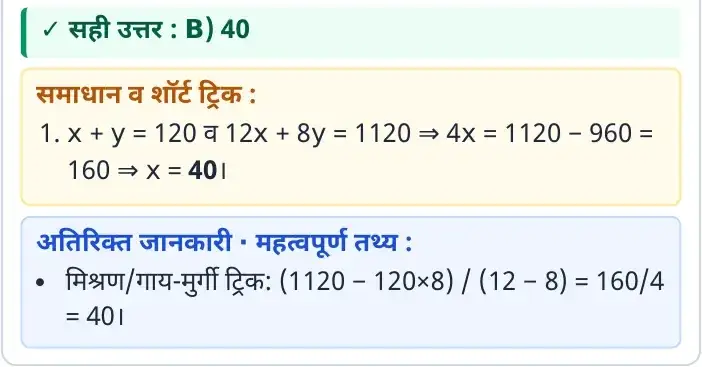 ✓ सही उत्तर : B) 40
समाधान व शॉर्ट ट्रिक :
1. x + y = 120 व 12x + 8y = 1120 ⇒ 4x = 1120 − 960 =
160 ⇒ x = 40।
अतिरिक्त जानकारी · महत्वपूर्ण तथ्य :
• मिश्रण/गाय-मुर्गी ट्रिक: (1120 − 120×8) / (12 − 8) = 160/4
= 40।